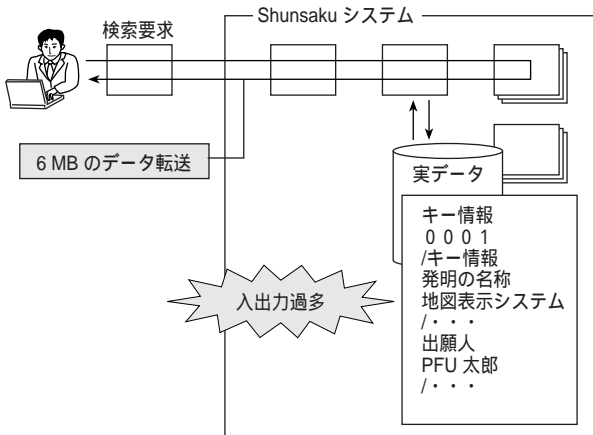 Shunsaku システム
検索要求
6 MB のデータ転送
実データ
入出力過多
キー情報
０００１
/キー情報
発明の名称
地図表示システム
/・・・
出願人
PFU 太郎
/・・・